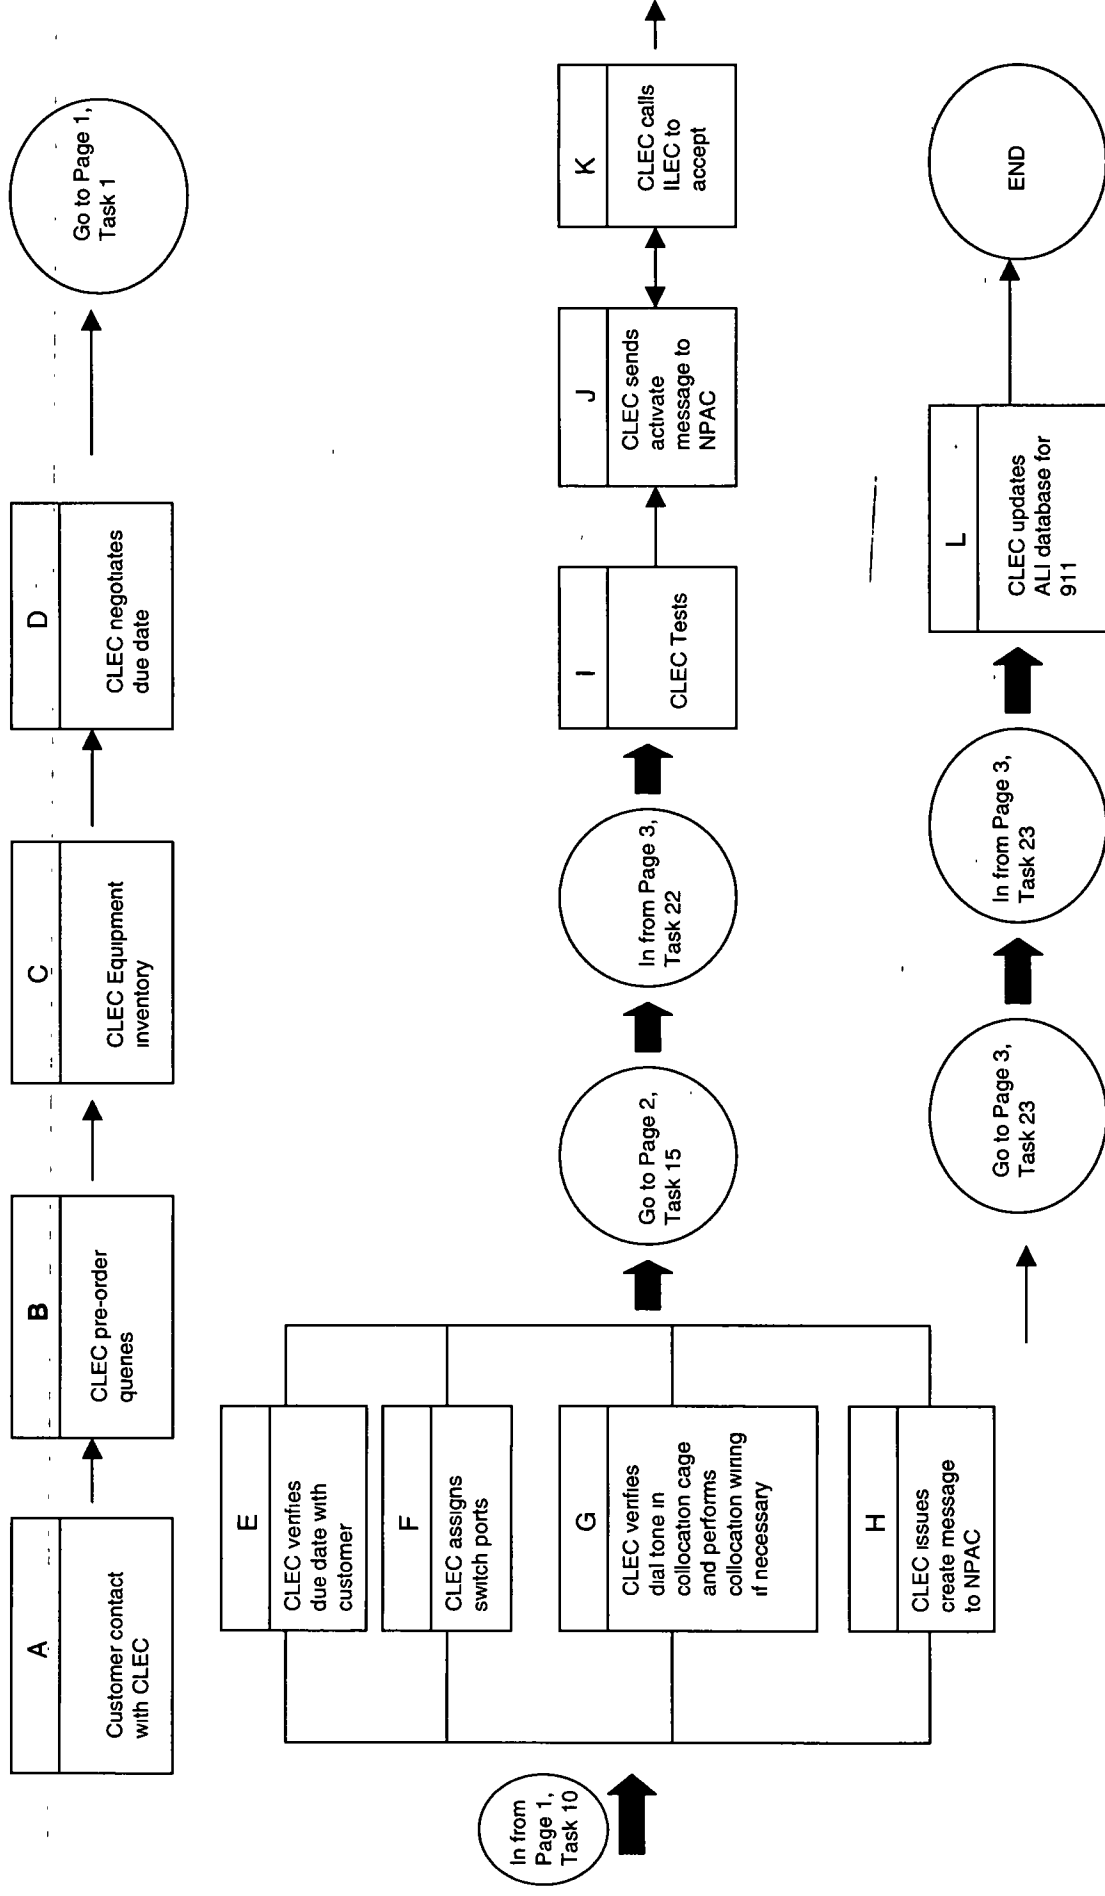 A
Customer contact
with CLEC
B
CLEC pre-order
queries
C
CLEC Equipment
inventory
D
CLEC negotiates
due date
Go to Page 1,
Task 1
In from
Page 1,
Task 10
E
CLEC verifies
due date with
customer
F
CLEC assigns
switch ports
G
CLEC verifies
dial tone in
collocation cage
and performs
collocation wiring
if necessary
H
CLEC issues
create message
to NPAC
Go to Page 2,
Task 15
In from Page 3,
Task 22
I
CLEC Tests
J
CLEC sends
activate
message to
NPAC
K
CLEC calls
ILEC to
accept
Go to Page 3,
Task 23
In from Page 3,
Task 23
L
CLEC updates
ALI database for
911
END